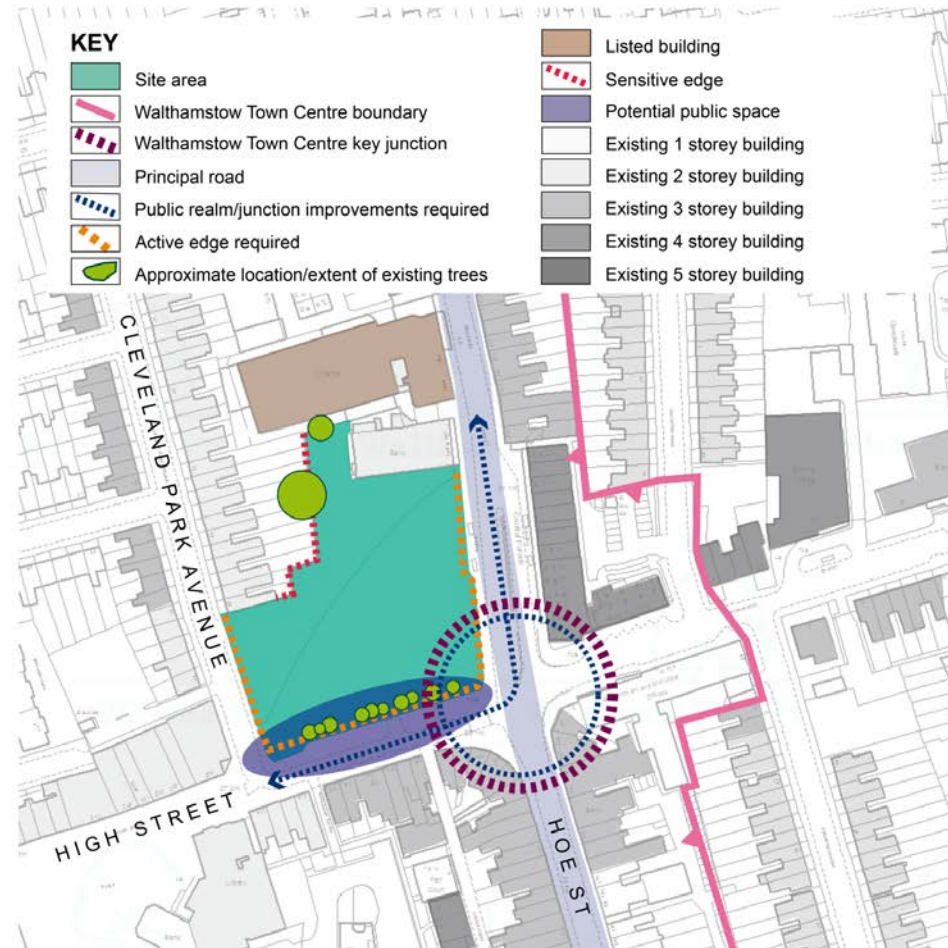 KEY
Site area
Walthamstow Town Centre boundary
Walthamstow Town Centre key junction
Principal road
Public realm/junction improvements required
Active edge required
Approximate location/extent of existing trees
Listed building
Sensitive edge
Potential public space
Existing 1 storey building
Existing 2 storey building
Existing 3 storey building
Existing 4 storey building
Existing 5 storey building
CLEVELAND PARK AVENUE
HIGH STREET
HOE ST